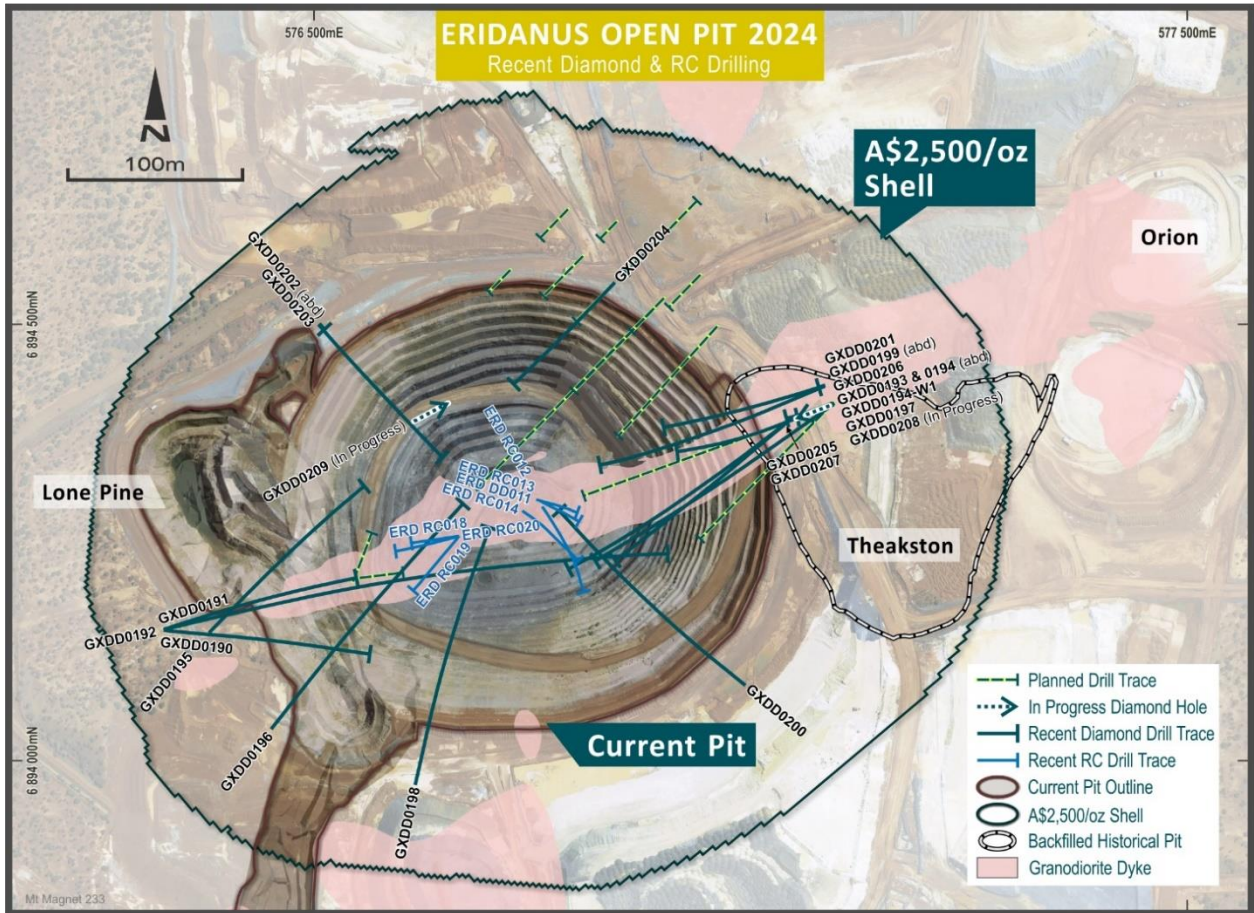 576 500mE
577 500mE
ERIDANUS OPEN PIT 2024
Recent Diamond & RC Drilling
N
100m
A$2,500/oz
Shell
Orion
GXDD0202 (abd)
GXDD0203
GXDD0204
6 894 500mN
GXDD0201
GXDD0199 (abd)
GXDD0206
GXDD0193 & 0194 (abd)
GXDD0194-W1
GXDD0197
GXDD0208 (In Progress)
GXDD0205
GXDD0207
GXDD0209 (In Progress)
ERD RC012
ERD RC013
ERD DD011
ERD RC014
Lone Pine
ERD RC018
ERD RC020
ERD RC019
Theakston
GXDD0191
GXDD0192
GXDD0190
GXDD0195
GXDD0196
GXDD0200
GXDD0198
Current Pit
6 894 000mN
Planned Drill Trace
In Progress Diamond Hole
Recent Diamond Drill Trace
Recent RC Drill Trace
Current Pit Outline
A$2,500/oz Shell
Backfilled Historical Pit
Granodiorite Dyke
Mt Magnet 233